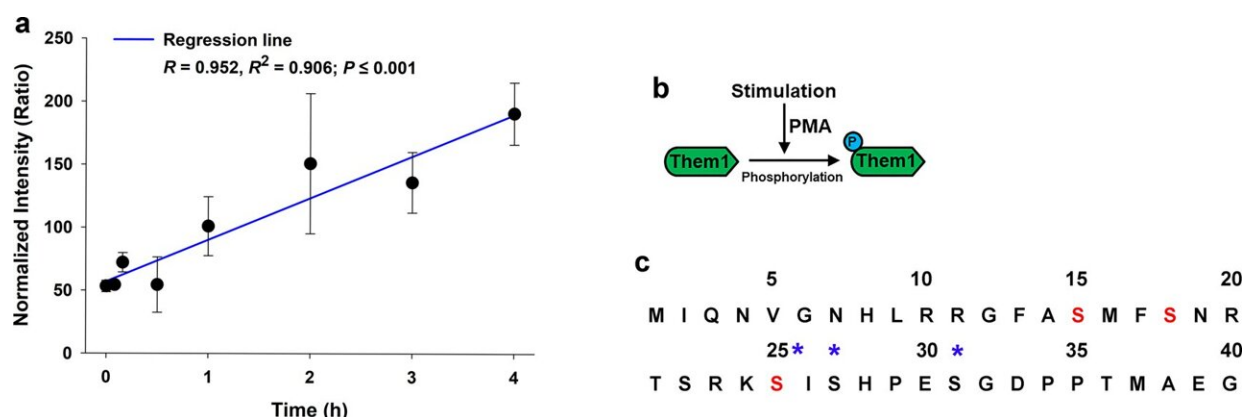 a
250
200
150
100
50
0
Normalized Intensity (Ratio)
Regression line
R = 0.952, R² = 0.906; P ≤ 0.001
0 1 2 3 4
Time (h)
b
Stimulation
PMA
Them1
P
Them1
Phosphorylation
c
5 10 15 20
M I Q N V G N H L R R G F A S M F S N R
25 * * 30 * 35 40
T S R K S I S H P E S G D P P T M A E G